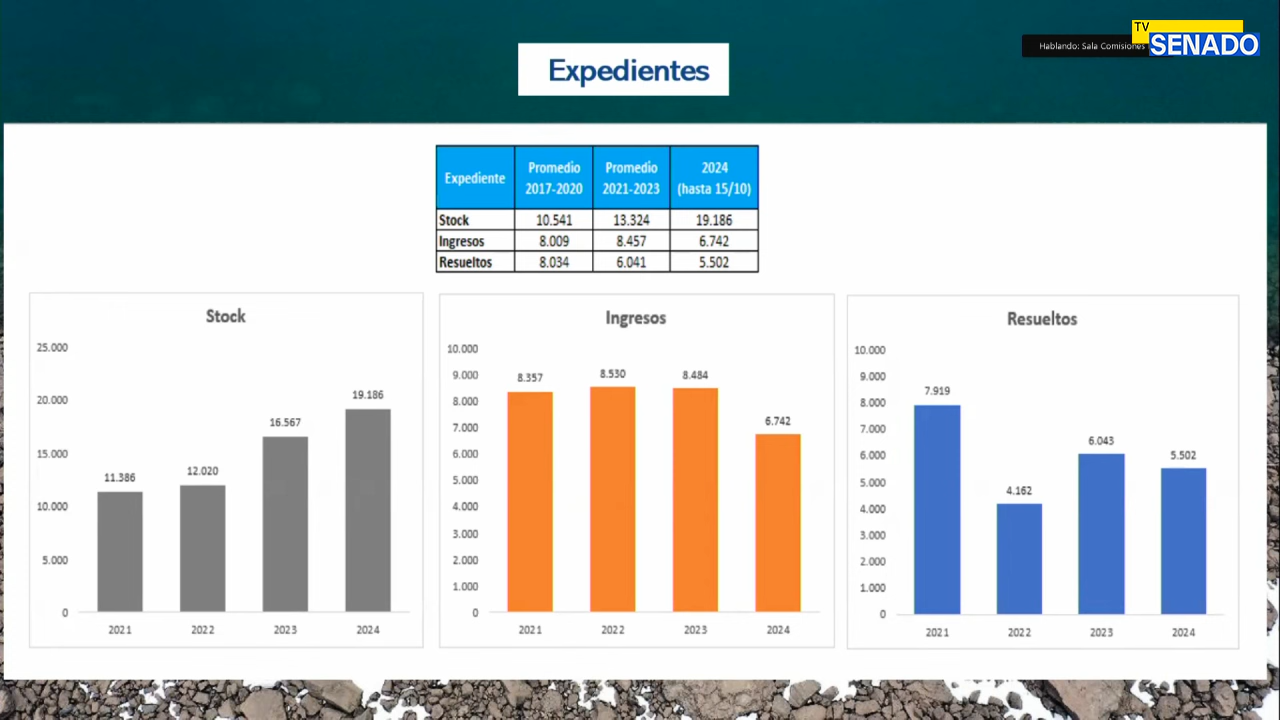 TV
SENADO
Hablando: Sala Comisiones
Expedientes
Expediente Promedio 2017-2020 Promedio 2021-2023 2024 (hasta 15/10)
Stock 10.541 13.324 19.186
Ingresos 8.009 8.457 6.742
Resueltos 8.034 6.041 5.502
Stock
25.000
20.000
15.000
10.000
5.000
0
11.386
12.020
16.567
19.186
2021 2022 2023 2024
Ingresos
10.000
9.000
8.000
7.000
6.000
5.000
4.000
3.000
2.000
1.000
0
8.357
8.530
8.484
6.742
2021 2022 2023 2024
Resueltos
10.000
9.000
8.000
7.000
6.000
5.000
4.000
3.000
2.000
1.000
0
7.919
4.162
6.043
5.502
2021 2022 2023 2024